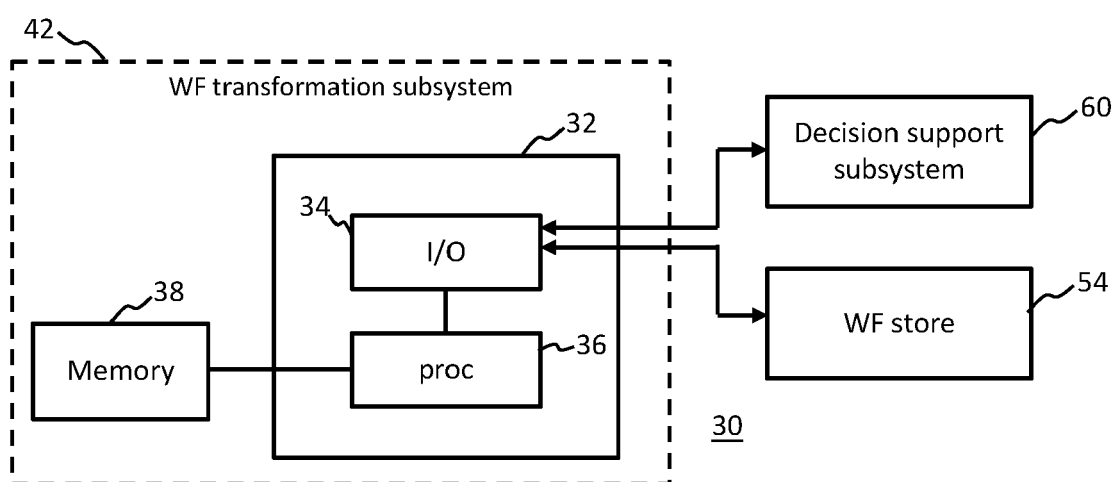 42
WF transformation subsystem
32
60
Decision support
subsystem
34
I/O
38
54
WF store
36
Memory
proc
30